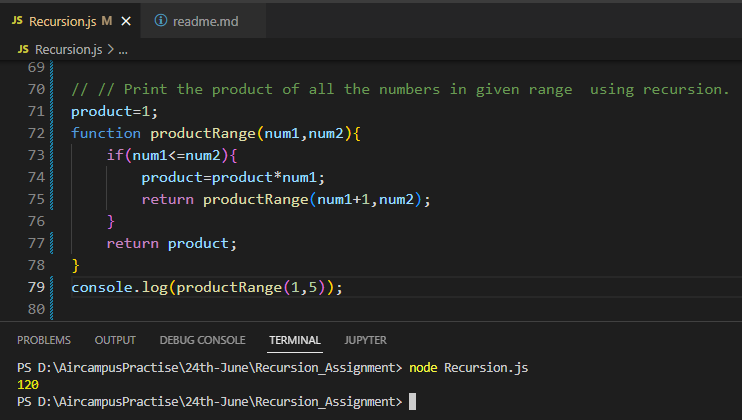 JS Recursion.js M × readme.md
JS Recursion.js > ...
69
70 // // Print the product of all the numbers in given range  using recursion.
71 product=1;
72 function productRange(num1,num2){
73     if(num1<=num2){
74         product=product*num1;
75         return productRange(num1+1,num2);
76     }
77     return product;
78 }
79 console.log(productRange(1,5));
80
PROBLEMS OUTPUT DEBUG CONSOLE TERMINAL JUPYTER
PS D:\AircampusPractise\24th-June\Recursion_Assignment> node Recursion.js
120
PS D:\AircampusPractise\24th-June\Recursion_Assignment>